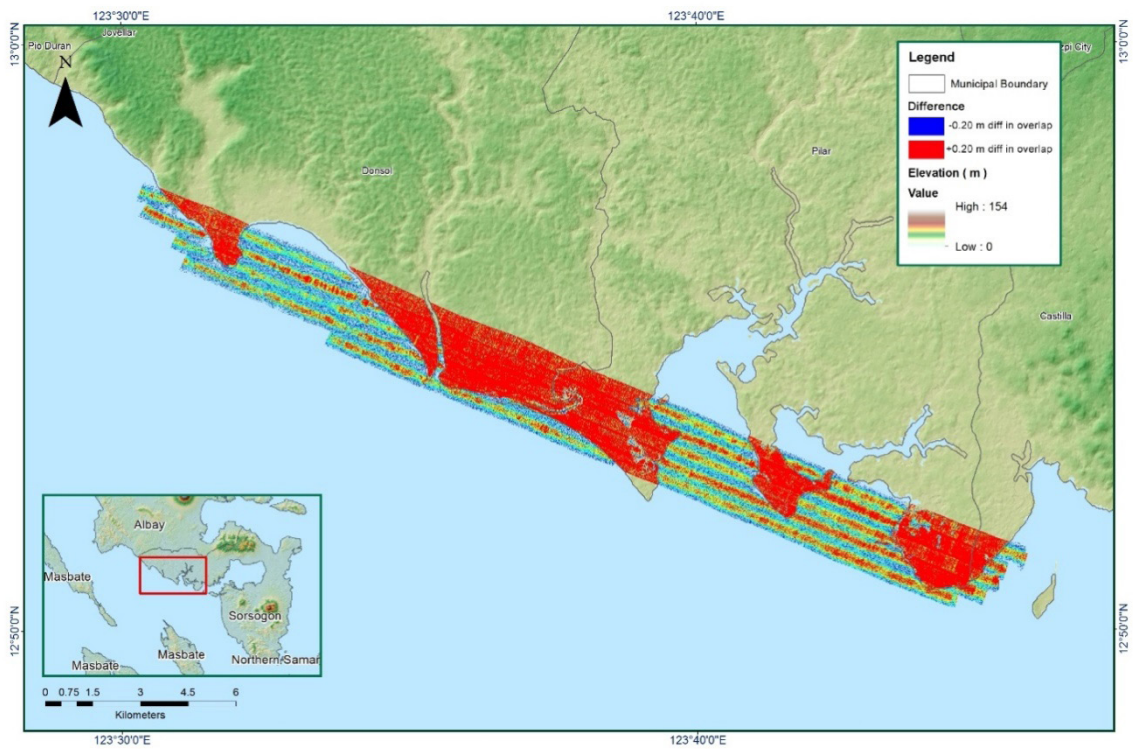 123°30'0"E
123°40'0"E
13°0'0"N
13°0'0"N
Jovellar
Pio Duran
N
Legend
Municipal Boundary
Difference
-0.20 m diff in overlap
+0.20 m diff in overlap
Elevation ( m )
Value
High : 154
Low : 0
pi City
Pilar
Donsol
Castilla
Albay
Masbate
Sorsogon
Masbate
Masbate
Northern Samar
12°50'0"N
12°50'0"N
0 0.75 1.5 3 4.5 6
Kilometers
123°30'0"E
123°40'0"E